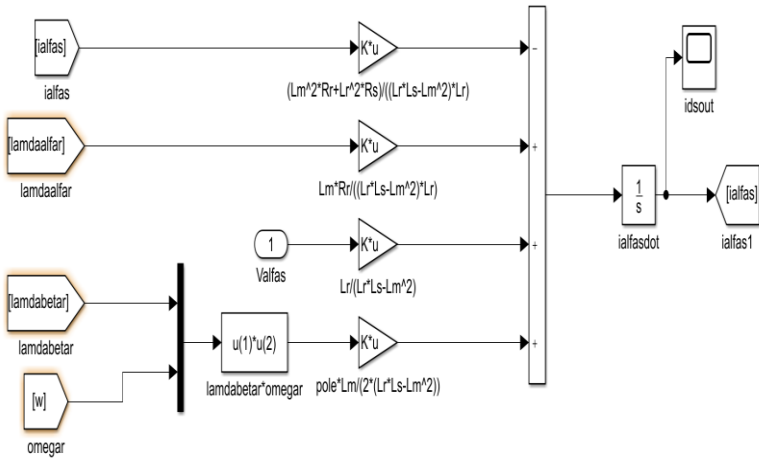 [ialfas]
K*u
−
ialfas
(Lm^2*Rr+Lr^2*Rs)/((Lr*Ls-Lm^2)*Lr)
idsout
[lamdaalfar]
K*u
+
lamdaalfar
Lm*Rr/((Lr*Ls-Lm^2)*Lr)
1
s
[ialfas]
ialfasdot
ialfas1
1
K*u
+
Valfas
Lr/(Lr*Ls-Lm^2)
[lamdabetar]
lamdabetar
u(1)*u(2)
K*u
+
lamdabetar*omegar
pole*Lm/(2*(Lr*Ls-Lm^2))
[w]
omegar